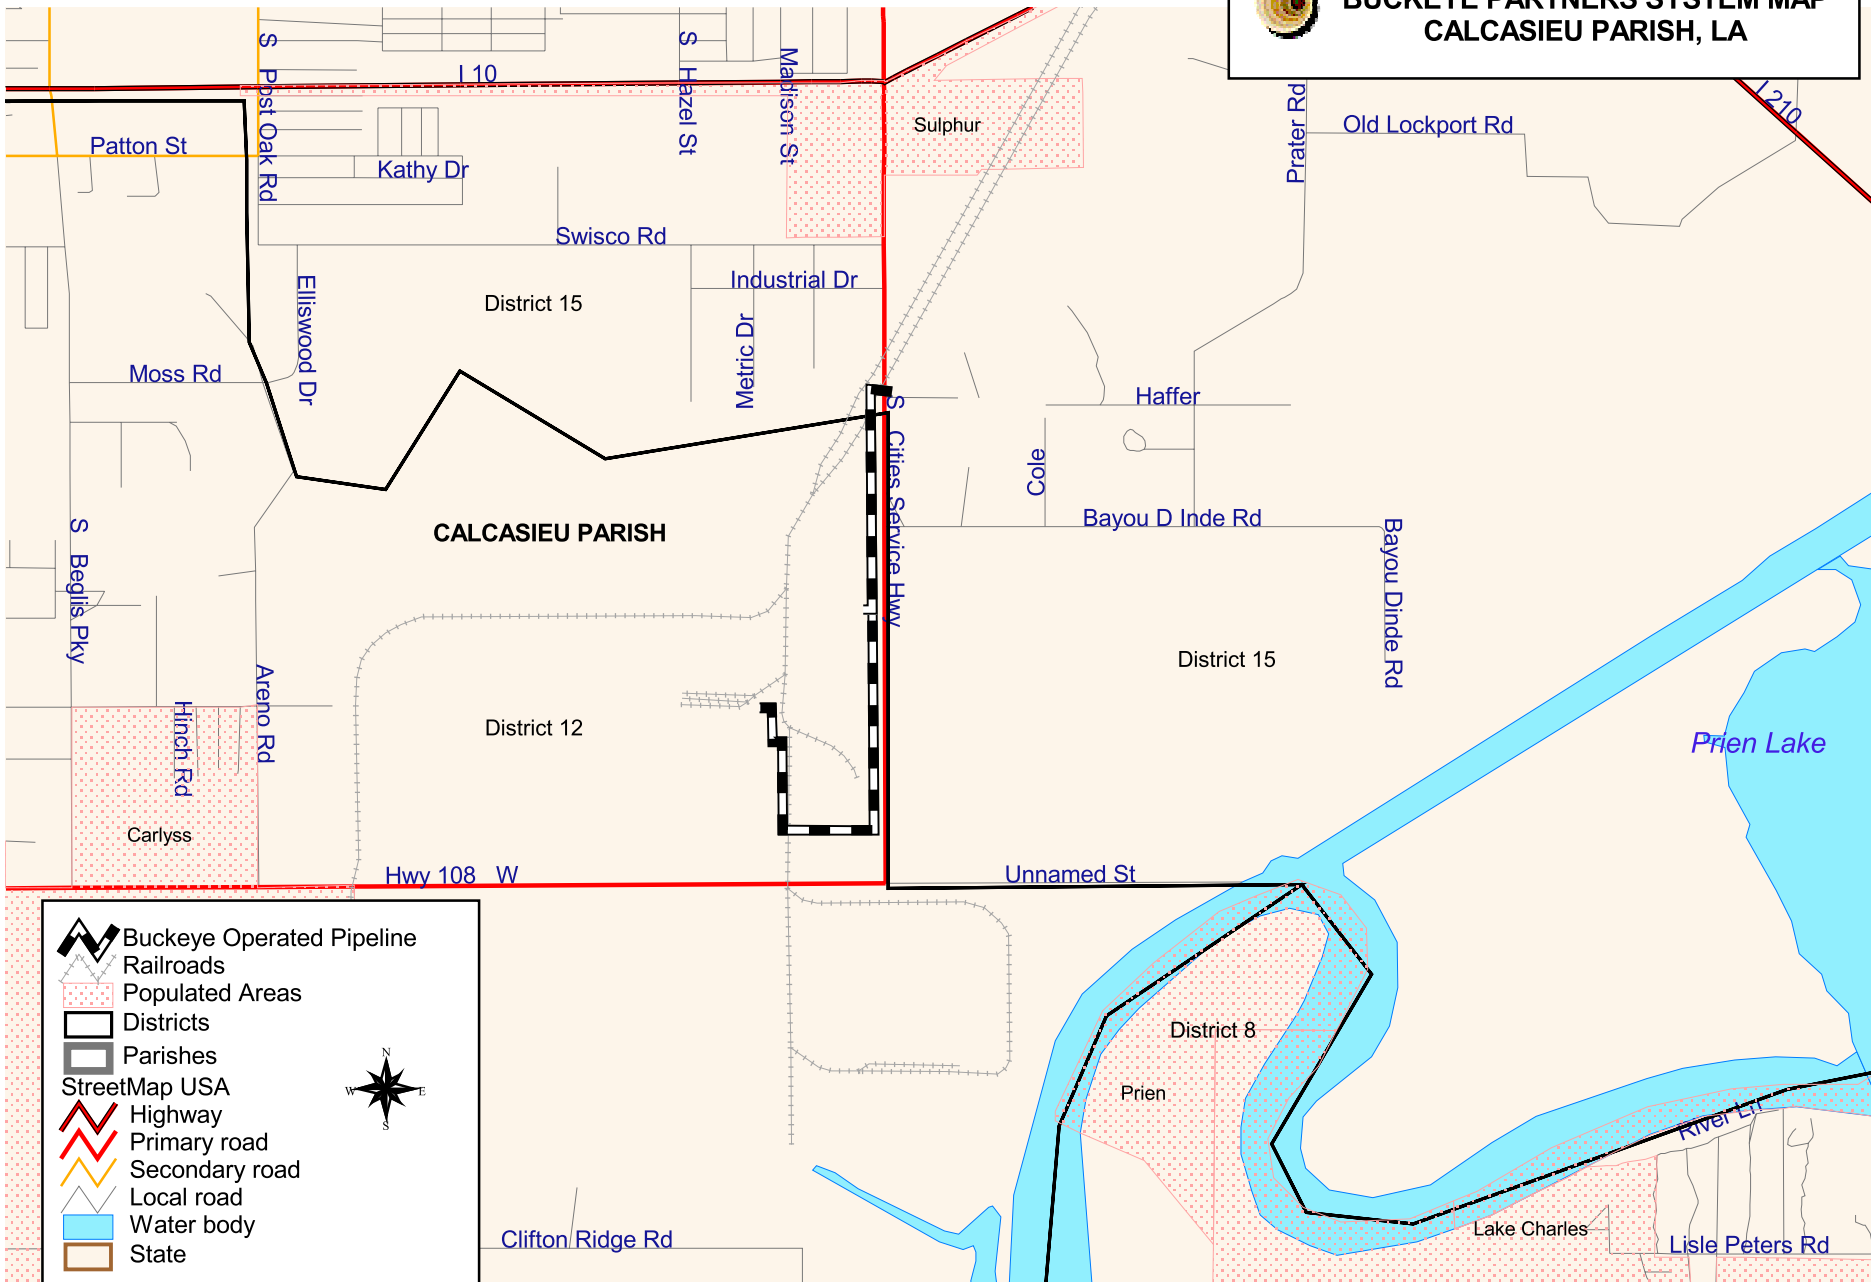 BUCKEYE PARTNERS SYSTEM MAP
CALCASIEU PARISH, LA
I 10
S Post Oak Rd
S Hazel St
Madison St
Sulphur
Prater Rd
Old Lockport Rd
I 210
Patton St
Kathy Dr
Swisco Rd
Industrial Dr
District 15
Elliswood Dr
Metric Dr
Moss Rd
S Cities Service Hwy
Haffer
Cole
CALCASIEU PARISH
Bayou D Inde Rd
Bayou Dinde Rd
S Beglis Pky
District 15
Areno Rd
Hinch Rd
District 12
Prien Lake
Carlyss
Hwy 108 W
Unnamed St
Buckeye Operated Pipeline
Railroads
Populated Areas
Districts
Parishes
StreetMap USA
Highway
Primary road
Secondary road
Local road
Water body
State
N
W
E
S
District 8
Prien
River Ln
Lake Charles
Clifton Ridge Rd
Lisle Peters Rd